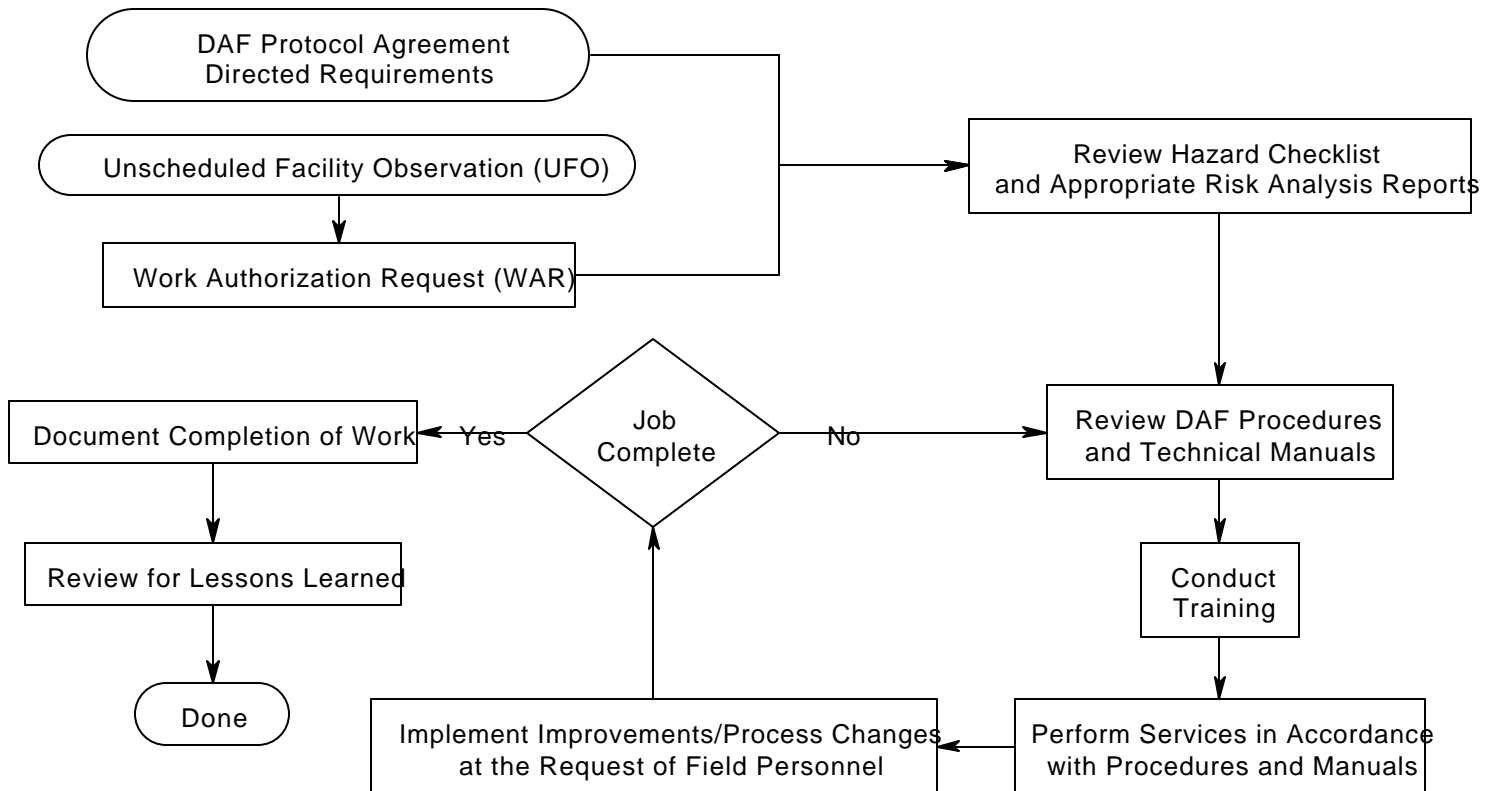 DAF Protocol Agreement
Directed Requirements
Unscheduled Facility Observation (UFO)
Work Authorization Request (WAR)
Review Hazard Checklist
and Appropriate Risk Analysis Reports
Job
Complete
Yes
No
Document Completion of Work
Review DAF Procedures
and Technical Manuals
Review for Lessons Learned
Conduct
Training
Done
Implement Improvements/Process Changes
at the Request of Field Personnel
Perform Services in Accordance
with Procedures and Manuals